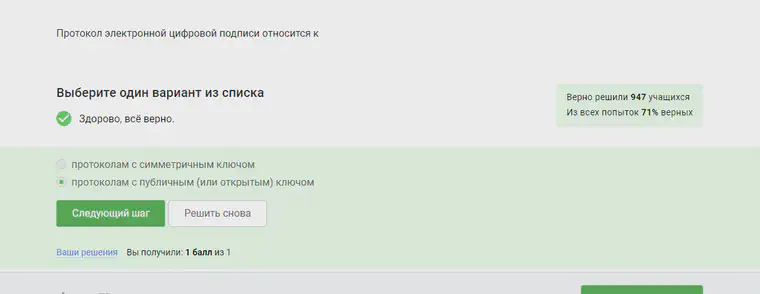 Протокол электронной цифровой подписи относится к
Выберите один вариант из списка
Здорово, всё верно.
Верно решили 947 учащихся
Из всех попыток 71% верных
протоколам с симметричным ключом
протоколам с публичным (или открытым) ключом
Следующий шаг
Решить снова
Ваши решения
Вы получили: 1 балл из 1